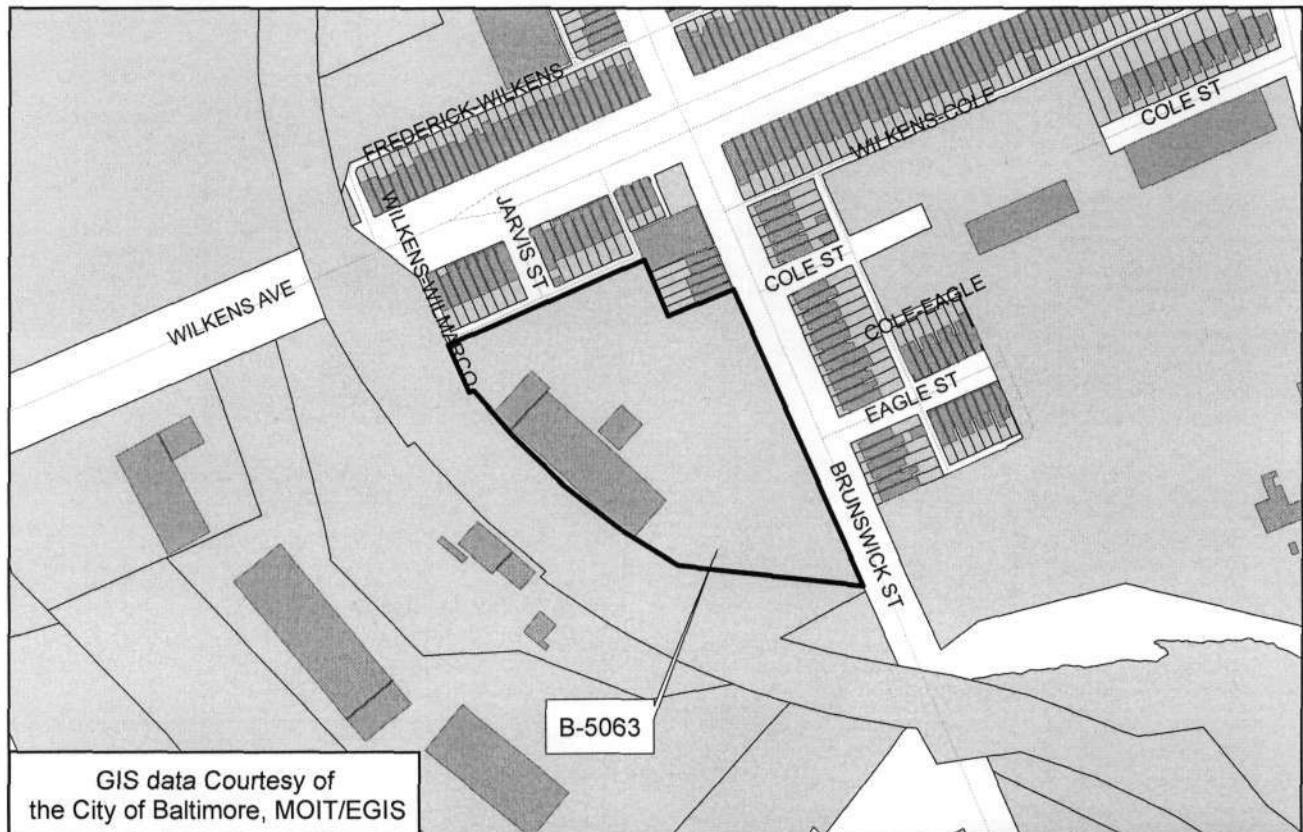 FREDERICK-WILKENS
WILKENS-COLE
COLE ST
WILKENS-WILMARCO
JARVIS ST
WILKENS AVE
COLE ST
COLE-EAGLE
EAGLE ST
BRUNSWICK ST
B-5063
GIS data Courtesy of
the City of Baltimore, MOIT/EGIS